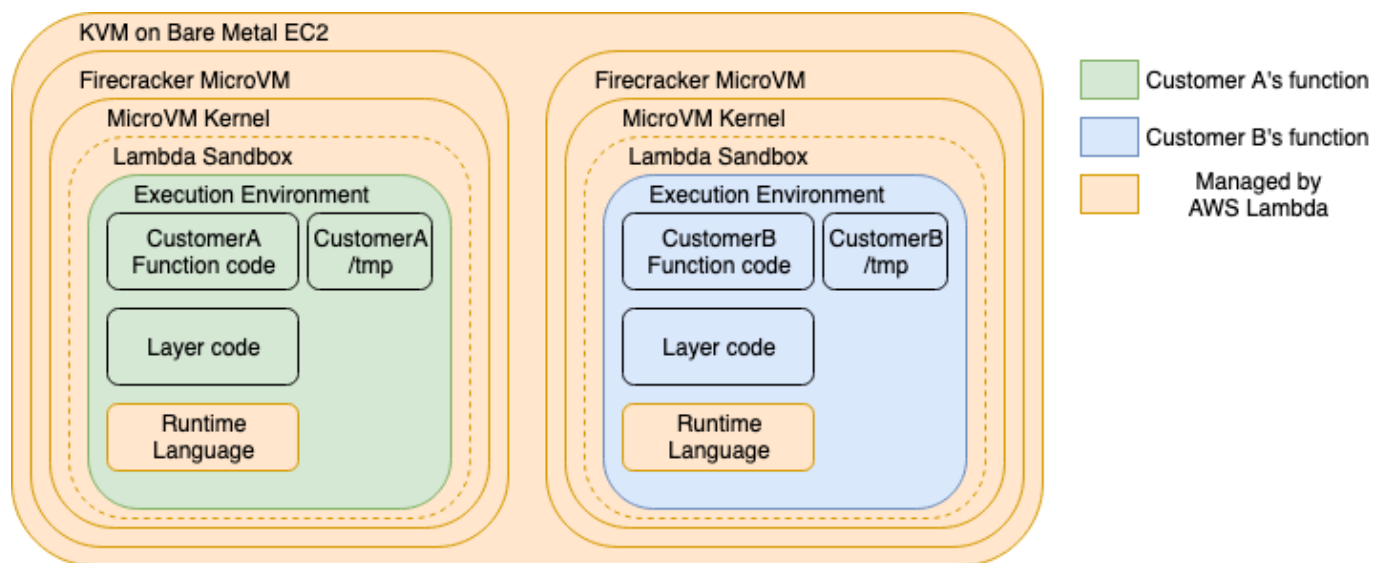 KVM on Bare Metal EC2
Firecracker MicroVM
MicroVM Kernel
Lambda Sandbox
Execution Environment
CustomerA
Function code
CustomerA
/tmp
Layer code
Runtime
Language
Firecracker MicroVM
MicroVM Kernel
Lambda Sandbox
Execution Environment
CustomerB
Function code
CustomerB
/tmp
Layer code
Runtime
Language
Customer A's function
Customer B's function
Managed by
AWS Lambda